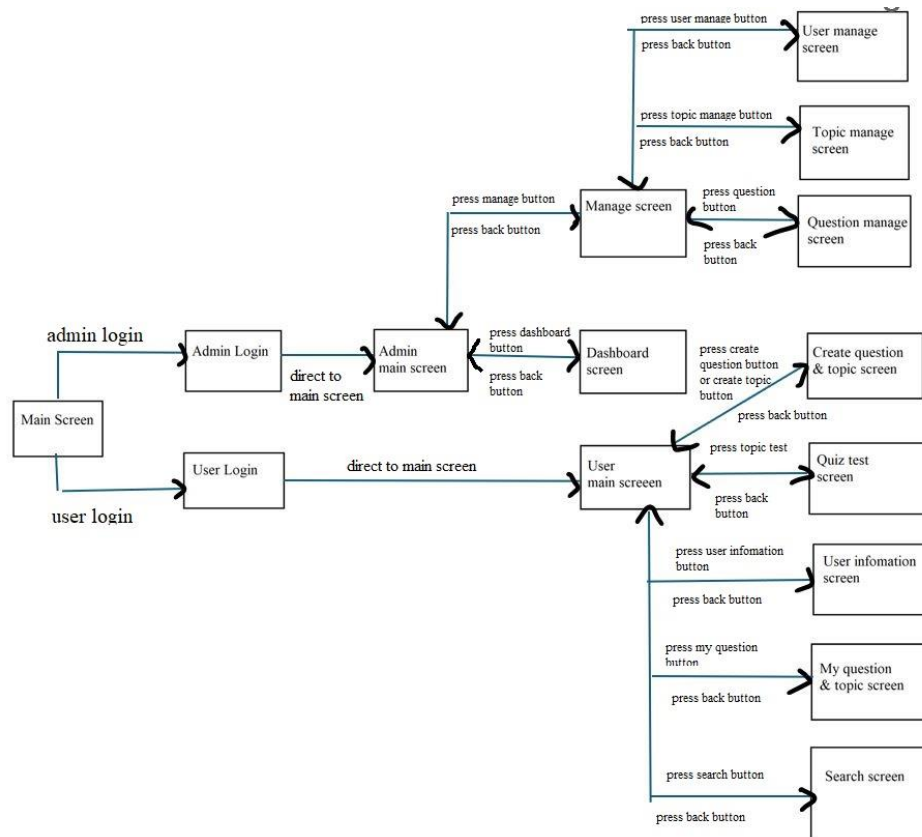 press user manage button
press back button
User manage
screen
press topic manage button
press back button
Topic manage
screen
press manage button
press back button
Manage screen
press question
button
press back
button
Question manage
screen
admin login
Admin Login
direct to
main screen
Admin
main screen
press dashboard
button
press back
button
Dashboard
screen
press create
question button
or create topic
button
press back button
Create question
& topic screen
Main Screen
user login
User Login
direct to main screen
User
main screeen
press topic test
press back
button
Quiz test
screen
press user infomation
button
press back button
User infomation
screen
press my question
button
press back button
My question
& topic screen
press search button
press back button
Search screen